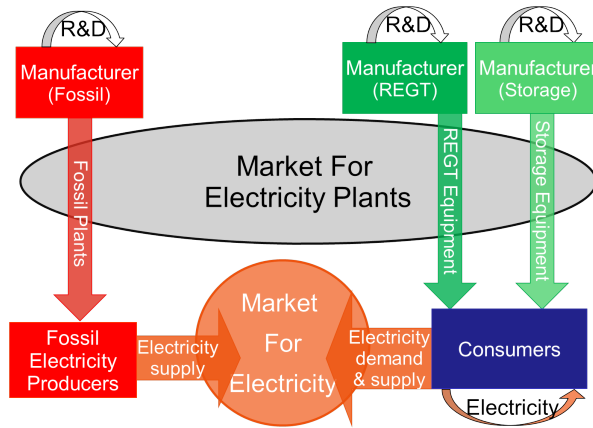 R&D
R&D
R&D
Manufacturer
(Fossil)
Manufacturer
(REGT)
Manufacturer
(Storage)
Fossil Plants
REGT Equipment
Storage Equipment
Market For
Electricity Plants
Fossil
Electricity
Producers
Electricity
supply
Market
For
Electricity
Electricity
demand
& supply
Consumers
Electricity